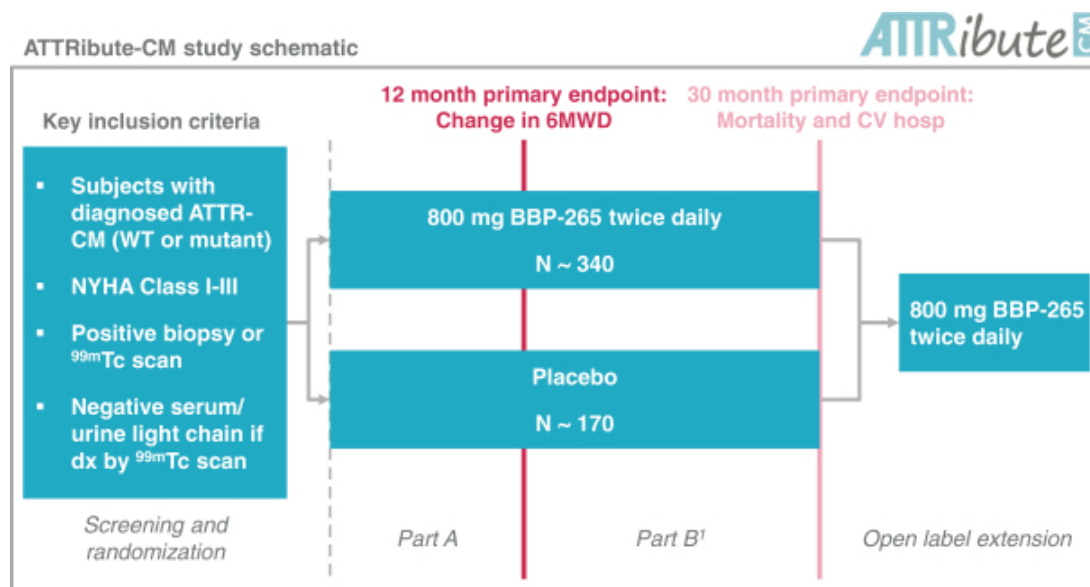 ATTRibute-CM study schematic
ATTRibute CM
12 month primary endpoint:
Change in 6MWD
30 month primary endpoint:
Mortality and CV hosp
Key inclusion criteria
▪ Subjects with
diagnosed ATTR-
CM (WT or mutant)
▪ NYHA Class I-III
▪ Positive biopsy or
⁹⁹ᵐTc scan
▪ Negative serum/
urine light chain if
dx by ⁹⁹ᵐTc scan
800 mg BBP-265 twice daily
N ~ 340
Placebo
N ~ 170
800 mg BBP-265
twice daily
Screening and
randomization
Part A
Part B¹
Open label extension